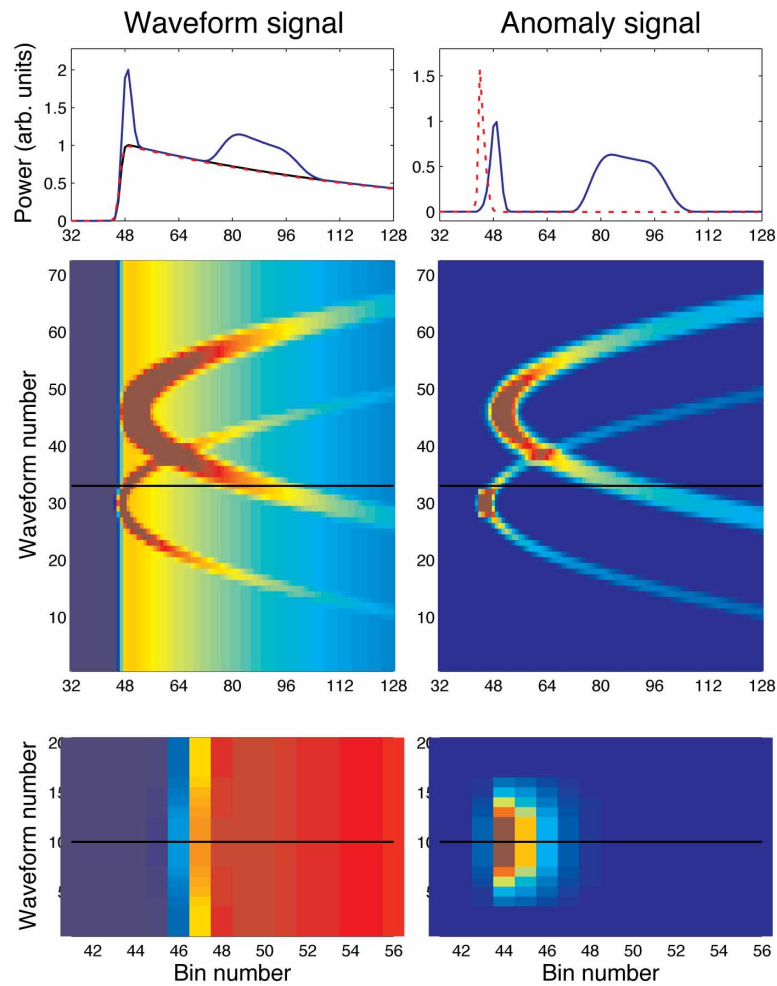 Waveform signal
Anomaly signal
Power (arb. units)
2
1.5
1
0.5
0
32 48 64 80 96 112 128
1.5
1
0.5
0
32 48 64 80 96 112 128
Waveform number
70
60
50
40
30
20
10
32 48 64 80 96 112 128
70
60
50
40
30
20
10
32 48 64 80 96 112 128
Waveform number
20
15
10
5
42 44 46 48 50 52 54 56
Bin number
Waveform number
20
15
10
5
42 44 46 48 50 52 54 56
Bin number